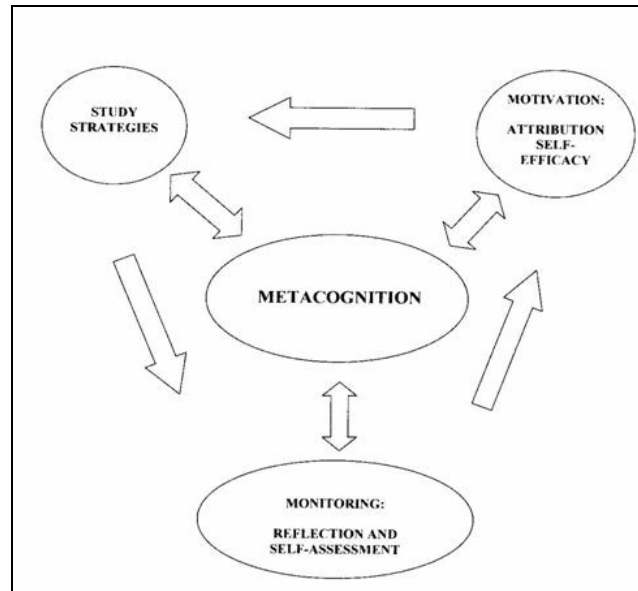 STUDY
STRATEGIES
MOTIVATION:
ATTRIBUTION
SELF-
EFFICACY
METACOGNITION
MONITORING:
REFLECTION AND
SELF-ASSESSMENT